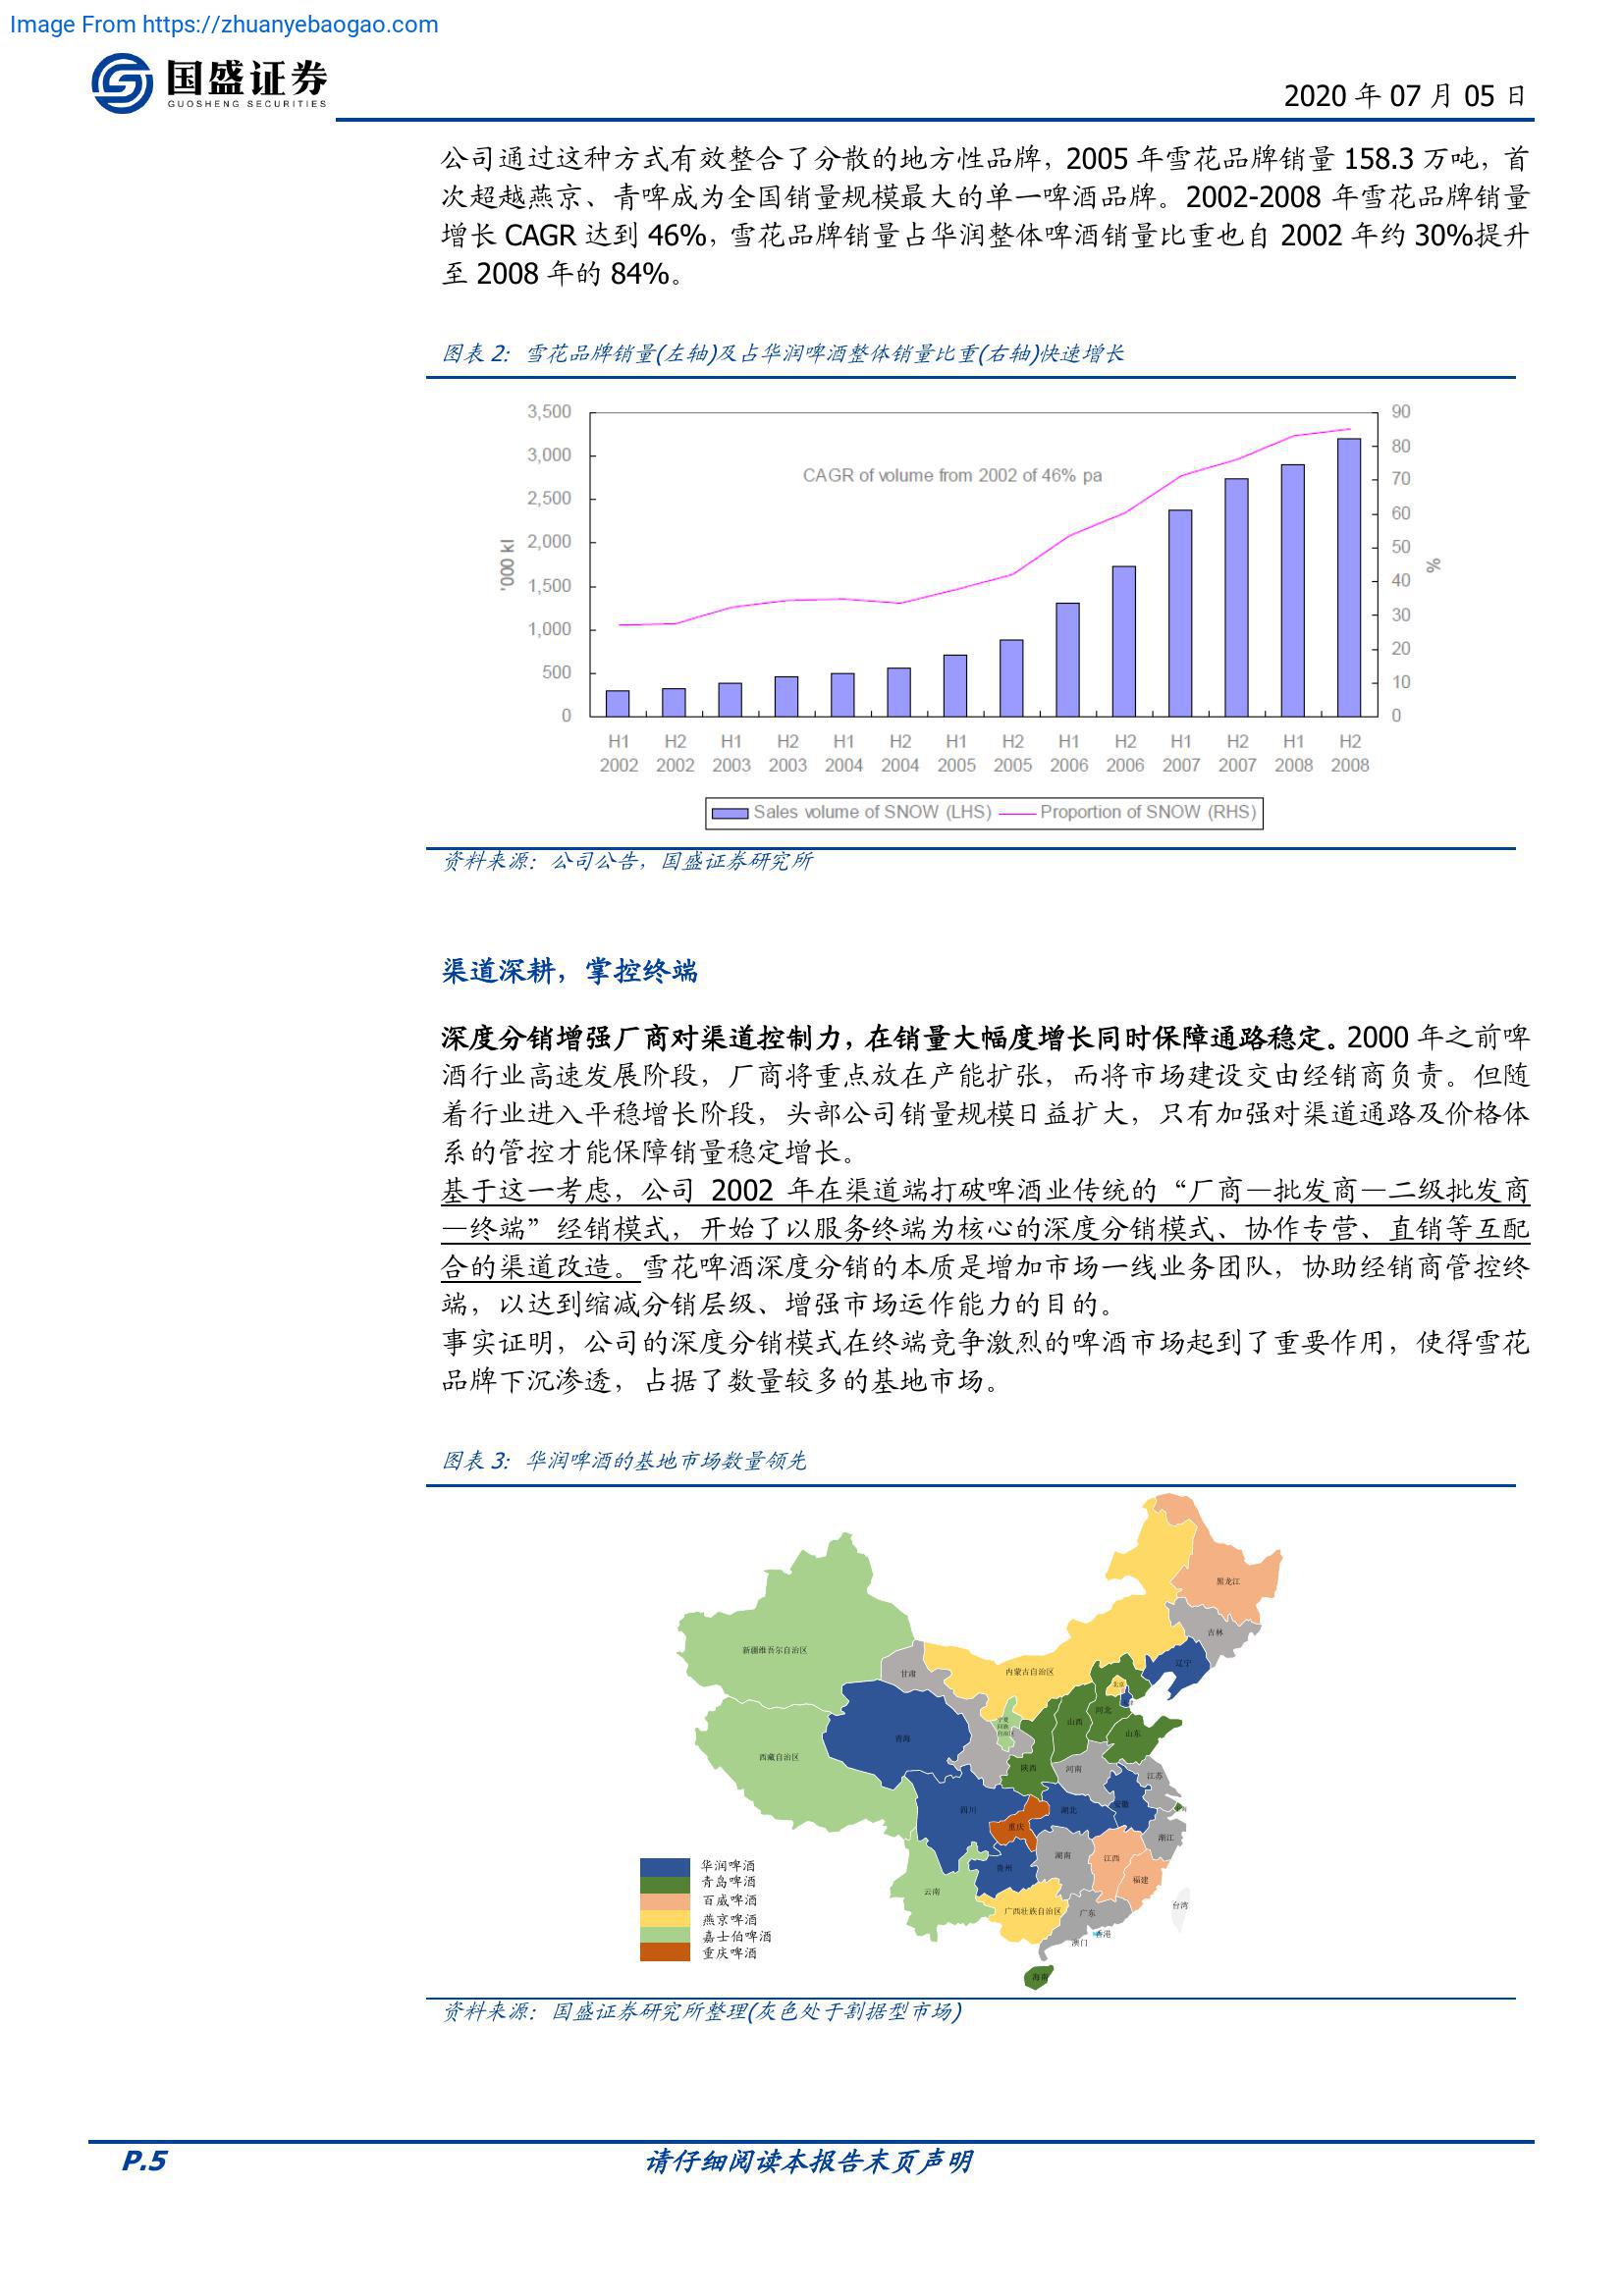 Image From https://zhuanyebaogao.com
国盛证券
GUOSHENG SECURITIES
2020 年 07 月 05 日
公司通过这种方式有效整合了分散的地方性品牌，2005 年雪花品牌销量 158.3 万吨，首
次超越燕京、青啤成为全国销量规模最大的单一啤酒品牌。2002-2008 年雪花品牌销量
增长 CAGR 达到 46%，雪花品牌销量占华润整体啤酒销量比重也自 2002 年约 30%提升
至 2008 年的 84%。
图表 2：雪花品牌销量(左轴)及占华润啤酒整体销量比重(右轴)快速增长
3,500
3,000
2,500
2,000
1,500
1,000
500
0
'000 kl
CAGR of volume from 2002 of 46% pa
90
80
70
60
50
40
30
20
10
0
%
H1 H2 H1 H2 H1 H2 H1 H2 H1 H2 H1 H2 H1 H2
2002 2002 2003 2003 2004 2004 2005 2005 2006 2006 2007 2007 2008 2008
Sales volume of SNOW (LHS) Proportion of SNOW (RHS)
资料来源：公司公告，国盛证券研究所
渠道深耕，掌控终端
深度分销增强厂商对渠道控制力，在销量大幅度增长同时保障通路稳定。2000 年之前啤
酒行业高速发展阶段，厂商将重点放在产能扩张，而将市场建设交由经销商负责。但随
着行业进入平稳增长阶段，头部公司销量规模日益扩大，只有加强对渠道通路及价格体
系的管控才能保障销量稳定增长。
基于这一考虑，公司 2002 年在渠道端打破啤酒业传统的“厂商—批发商—二级批发商
—终端”经销模式，开始了以服务终端为核心的深度分销模式、协作专营、直销等互配
合的渠道改造。雪花啤酒深度分销的本质是增加市场一线业务团队，协助经销商管控终
端，以达到缩减分销层级、增强市场运作能力的目的。
事实证明，公司的深度分销模式在终端竞争激烈的啤酒市场起到了重要作用，使得雪花
品牌下沉渗透，占据了数量较多的基地市场。
图表 3：华润啤酒的基地市场数量领先
黑龙江
吉林
辽宁
新疆维吾尔自治区
甘肃
内蒙古自治区
北京
河北
山西
山东
青海
西藏自治区
陕西
河南
江苏
四川
湖北
安徽
重庆
浙江
湖南
江西
贵州
福建
云南
广西壮族自治区
广东
台湾
香港
澳门
海南
华润啤酒
青岛啤酒
百威啤酒
燕京啤酒
嘉士伯啤酒
重庆啤酒
资料来源：国盛证券研究所整理(灰色处于割据型市场)
P.5
请仔细阅读本报告末页声明